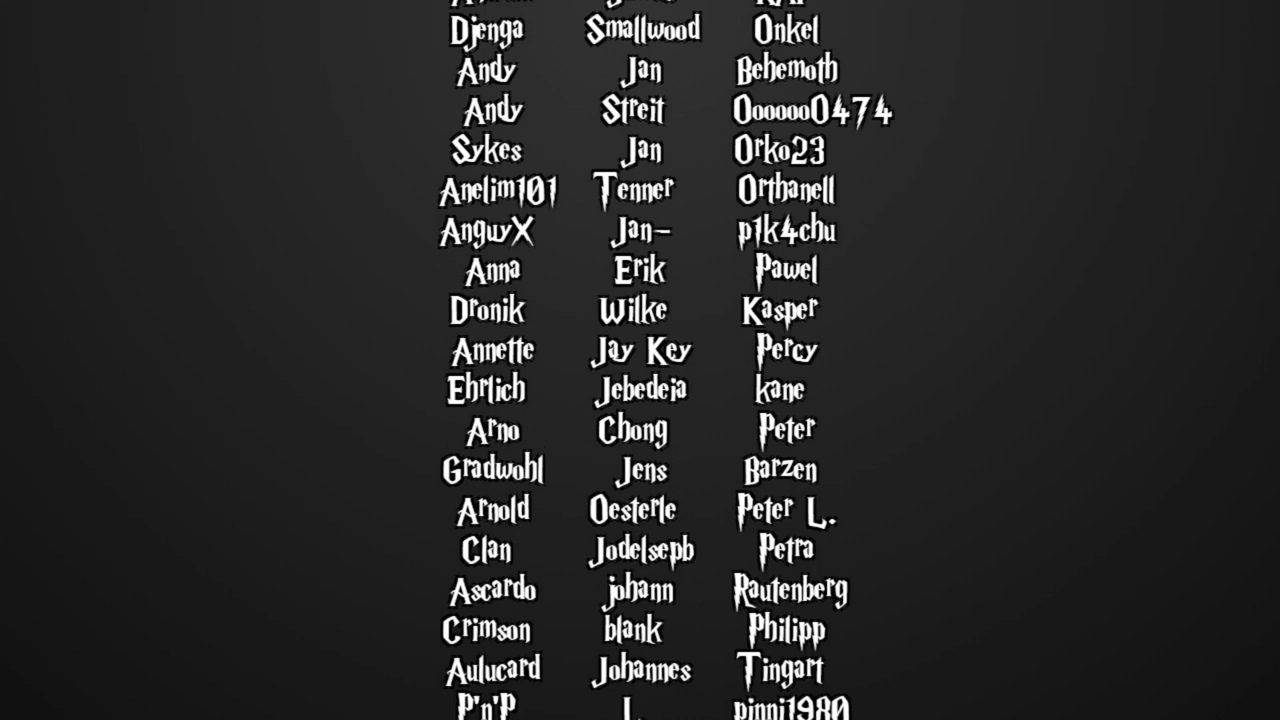 Djenga Smallwood Onkel
Andy Jan Behemoth
Andy Streit Oooooo0474
Sykes Jan Orko23
Anelim101 Tenner Orthanell
AnguyX Jan- p1k4chu
Anna Erik Pawel
Dronik Wilke Kasper
Annette Jay Key Percy
Ehrlich Jebedeia kane
Arno Chong Peter
Gradwohl Jens Barzen
Arnold Oesterle Peter L.
Clan Jodelseph Petra
Ascardo johann Rautenberg
Crimson blank Philipp
Aulucard Johannes Tingart
P'n'P pinni1980